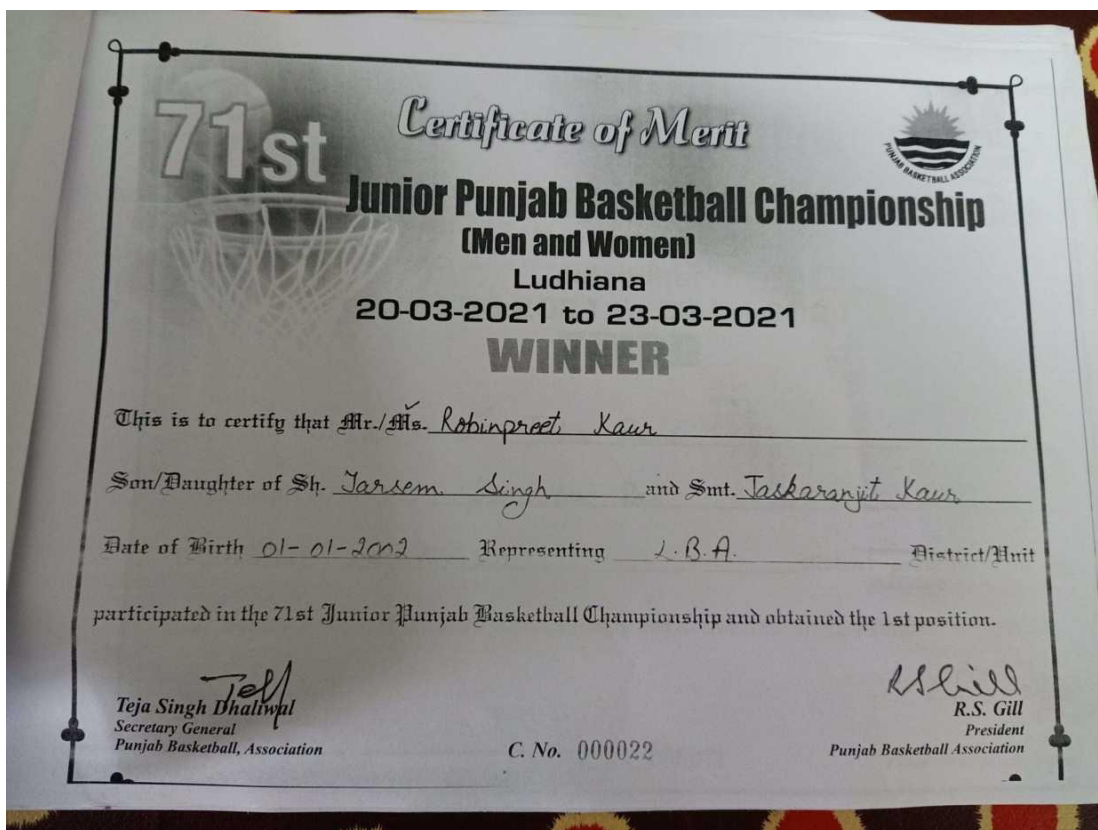 71st
Certificate of Merit
PUNJAB BASKETBALL ASSOCIATION
Junior Punjab Basketball Championship
(Men and Women)
Ludhiana
20-03-2021 to 23-03-2021
WINNER
This is to certify that Mr./Ms. Robinpreet Kaur
Son/Daughter of Sh. Tarsem Singh and Smt. Jaskaranjit Kaur
Date of Birth 01-01-2002 Representing L.B.A. District/Unit
participated in the 71st Junior Punjab Basketball Championship and obtained the 1st position.
RSGill
Teja Singh Dhaliwal R.S. Gill
Secretary General President
Punjab Basketball, Association C. No. 000022 Punjab Basketball Association